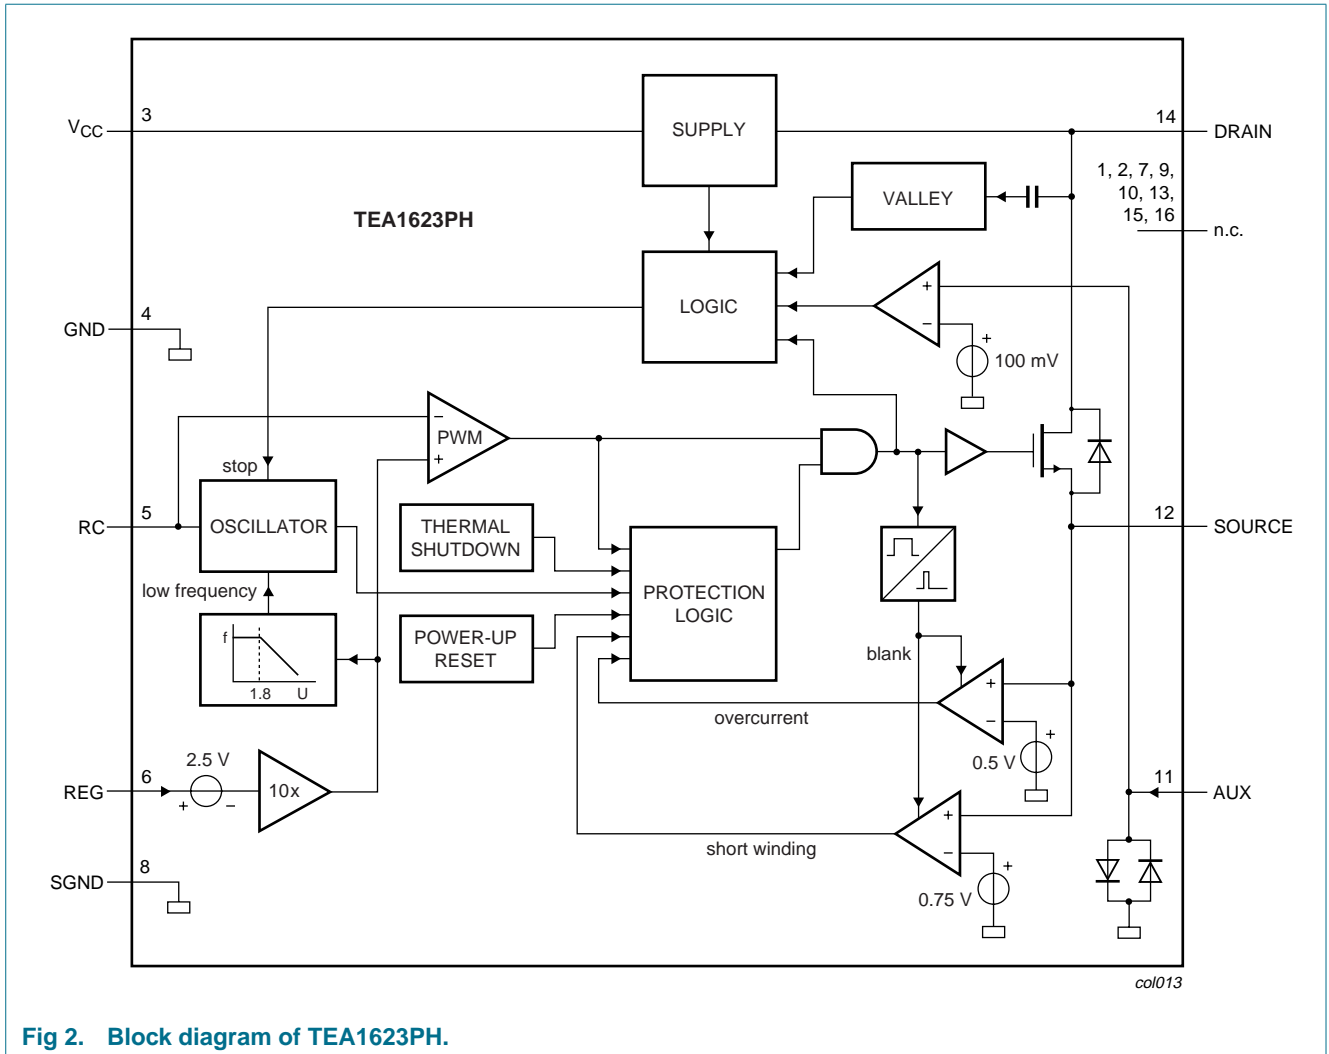 VCC
3
SUPPLY
14
DRAIN
1, 2, 7, 9,
10, 13,
15, 16
n.c.
VALLEY
TEA1623PH
LOGIC
+
−
+
100 mV
4
GND
PWM
−
+
stop
RC
5
OSCILLATOR
THERMAL
SHUTDOWN
12
SOURCE
low frequency
PROTECTION
LOGIC
POWER-UP
RESET
f
1.8
U
blank
+
−
overcurrent
+
0.5 V
2.5 V
REG
6
+
−
10x
11
AUX
+
−
short winding
+
0.75 V
8
SGND
col013
Fig 2. Block diagram of TEA1623PH.